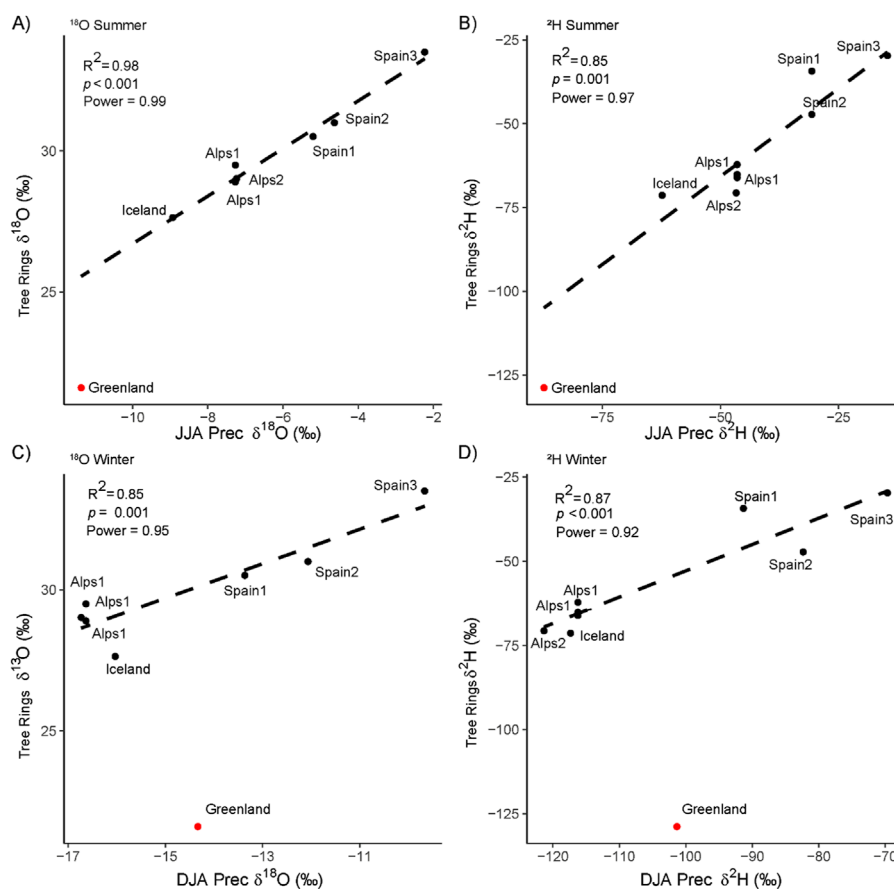 A)
¹⁸O Summer
R² = 0.98
p < 0.001
Power = 0.99
Spain3
Spain2
Spain1
Alps1
Alps2
Alps1
Iceland
Greenland
30
25
Tree Rings δ¹⁸O (‰)
−10 −8 −6 −4 −2
JJA Prec δ¹⁸O (‰)
B)
²H Summer
R² = 0.85
p = 0.001
Power = 0.97
Spain1
Spain3
Spain2
Alps1
Alps1
Iceland
Alps2
Greenland
−25
−50
−75
−100
−125
Tree Rings δ²H (‰)
−75 −50 −25
JJA Prec δ²H (‰)
C)
¹⁸O Winter
R² = 0.85
p = 0.001
Power = 0.95
Spain3
Spain2
Spain1
Alps1
Alps1
Alps1
Iceland
Greenland
30
25
Tree Rings δ¹³O (‰)
−17 −15 −13 −11
DJA Prec δ¹⁸O (‰)
D)
²H Winter
R² = 0.87
p < 0.001
Power = 0.92
Spain1
Spain3
Spain2
Alps1
Alps1
Alps2
Iceland
Greenland
−25
−50
−75
−100
−125
Tree Rings δ²H (‰)
−120 −110 −100 −90 −80 −70
DJA Prec δ²H (‰)